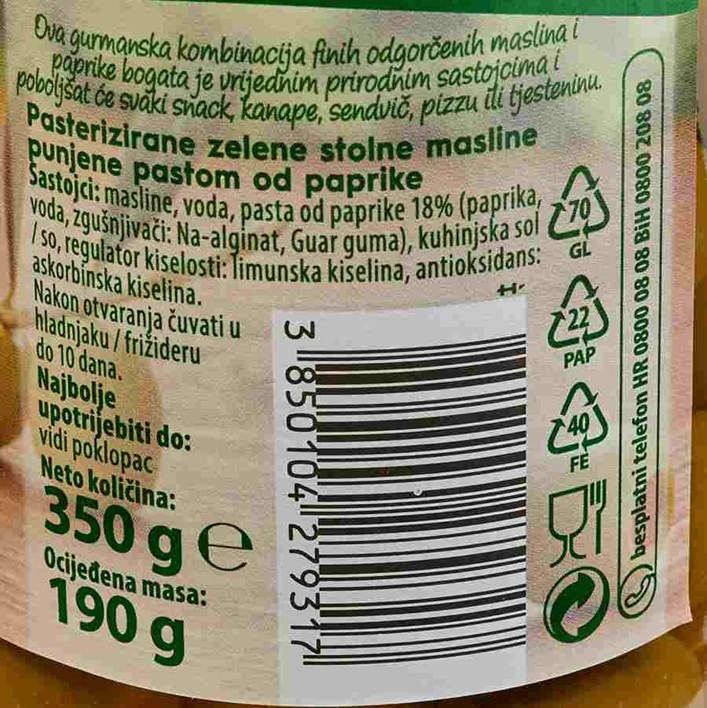 Ova gurmanska kombinacija finih odgorčenih maslina i
paprike bogata je vrijednim prirodnim sastojcima i
poboljšat će svaki snack, kanape, sendvič, pizzu ili tjesteninu.
Pasterizirane zelene stolne masline
punjene pastom od paprike
Sastojci: masline, voda, pasta od paprike 18% (paprika,
voda, zgušnjivači: Na-alginat, Guar guma), kuhinjska sol
/ so, regulator kiselosti: limunska kiselina, antioksidans:
askorbinska kiselina.
Nakon otvaranja čuvati u
hladnjaku / frižideru
do 10 dana.
Najbolje
upotrijebiti do:
vidi poklopac
Neto količina:
350 g e
Ocijeđena masa:
190 g
3 850104 279317
70
GL
22
PAP
40
FE
besplatni telefon HR 0800 08 08 BiH 0800 208 08